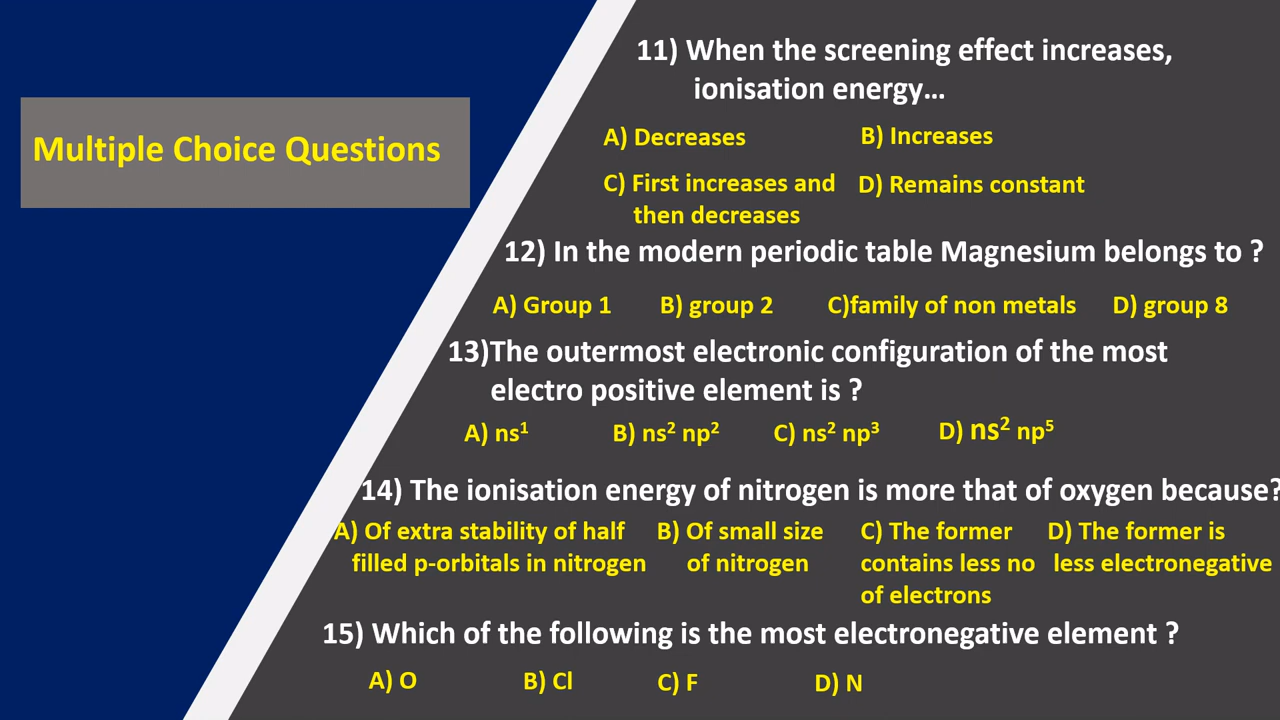 Multiple Choice Questions
11) When the screening effect increases,
ionisation energy...
A) Decreases B) Increases
C) First increases and D) Remains constant
then decreases
12) In the modern periodic table Magnesium belongs to ?
A) Group 1 B) group 2 C)family of non metals D) group 8
13)The outermost electronic configuration of the most
electro positive element is ?
A) ns¹ B) ns² np² C) ns² np³ D) ns² np⁵
14) The ionisation energy of nitrogen is more that of oxygen because?
A) Of extra stability of half B) Of small size C) The former D) The former is
filled p-orbitals in nitrogen of nitrogen contains less no less electronegative
of electrons
15) Which of the following is the most electronegative element ?
A) O B) Cl C) F D) N